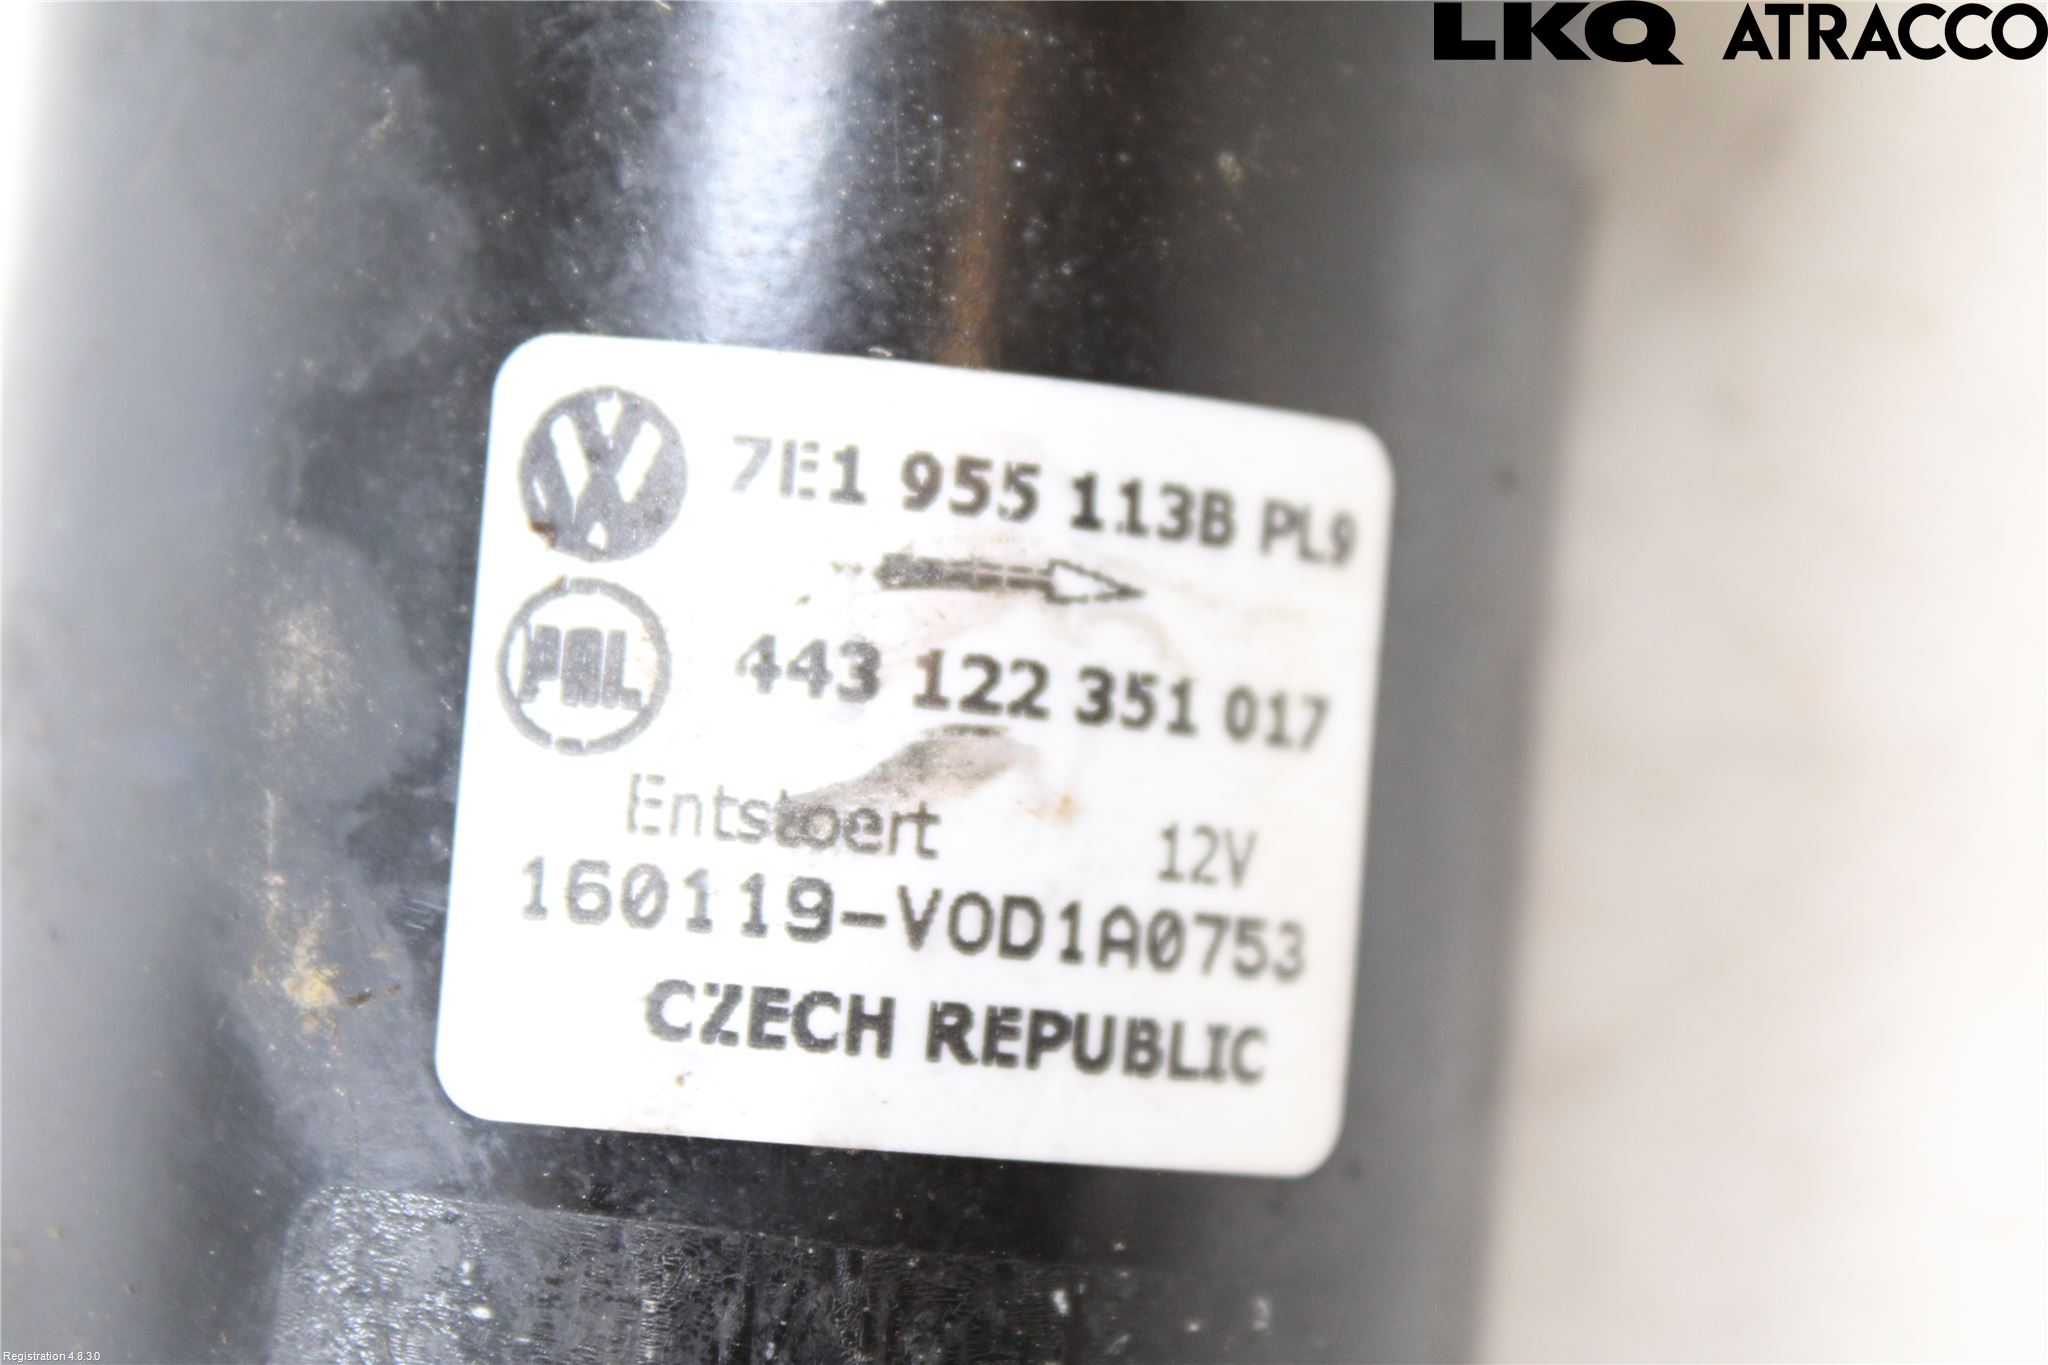 LKQ ATRACCO
7E1 955 113B PL9
PAL
443 122 351 017
Entstoert 12V
160119-VOD1A0753
CZECH REPUBLIC
Registration 4.8.3.0